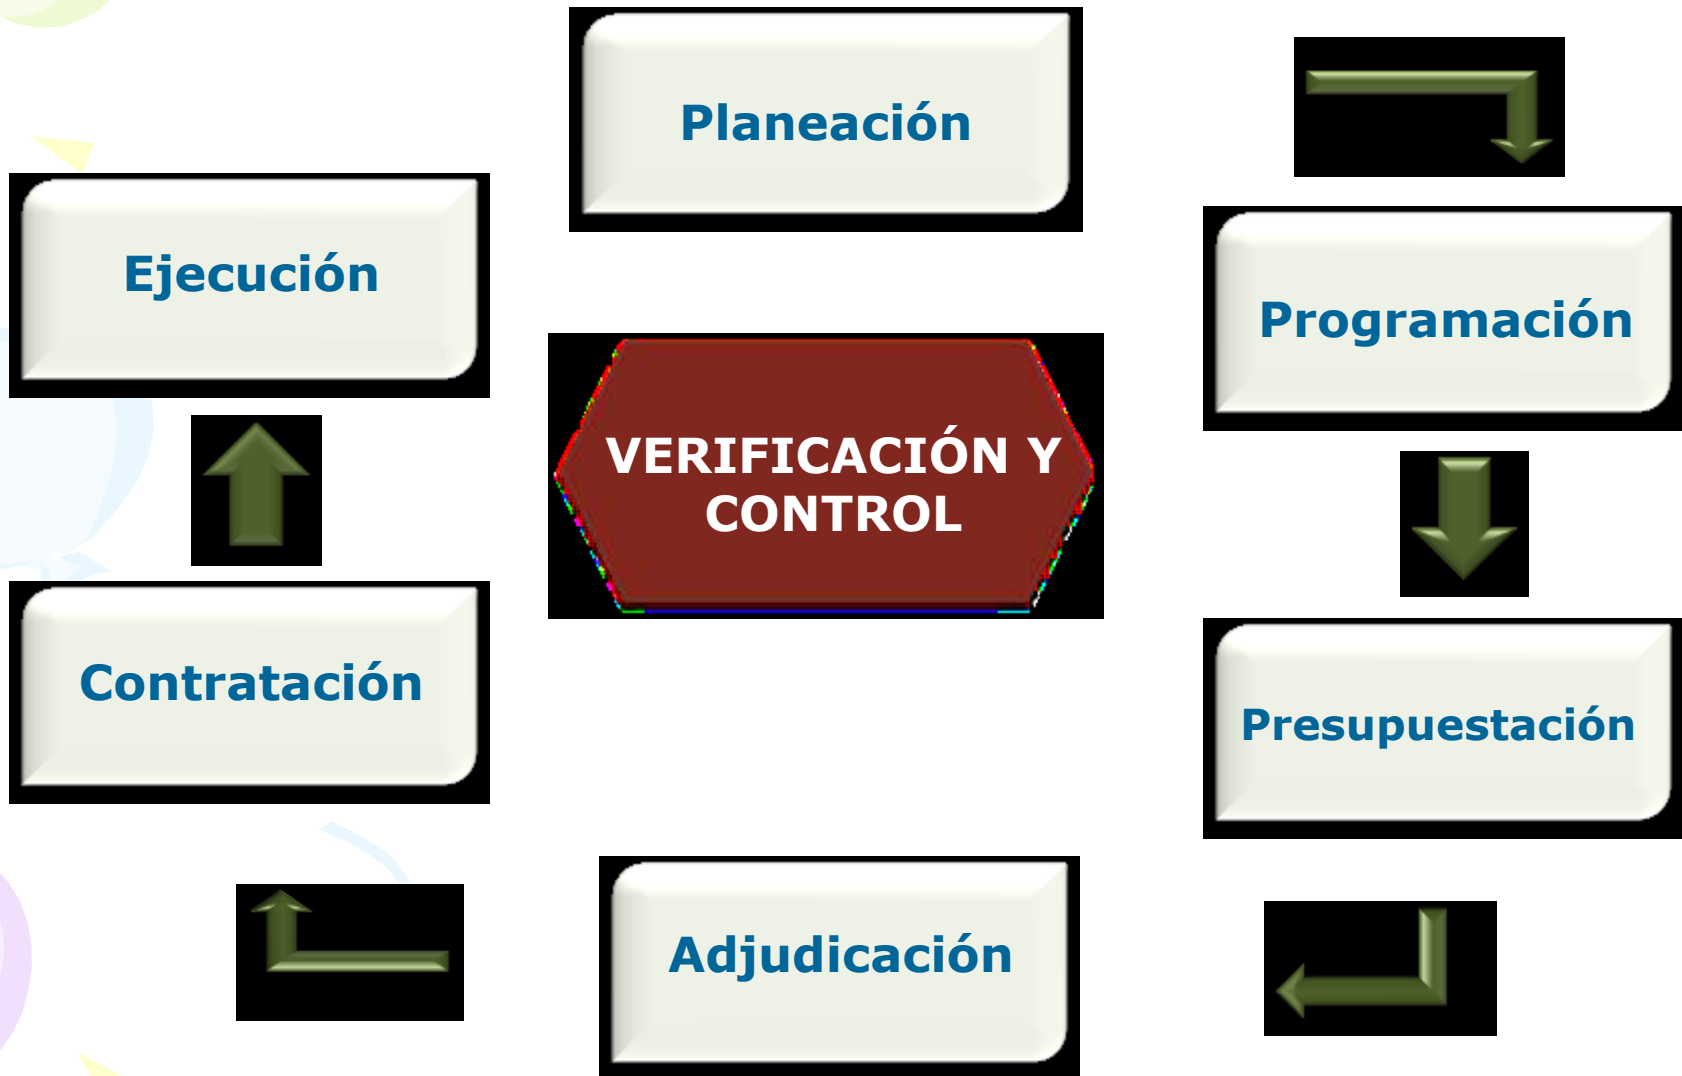 Planeación
Ejecución
Programación
VERIFICACIÓN Y
CONTROL
Contratación
Presupuestación
Adjudicación